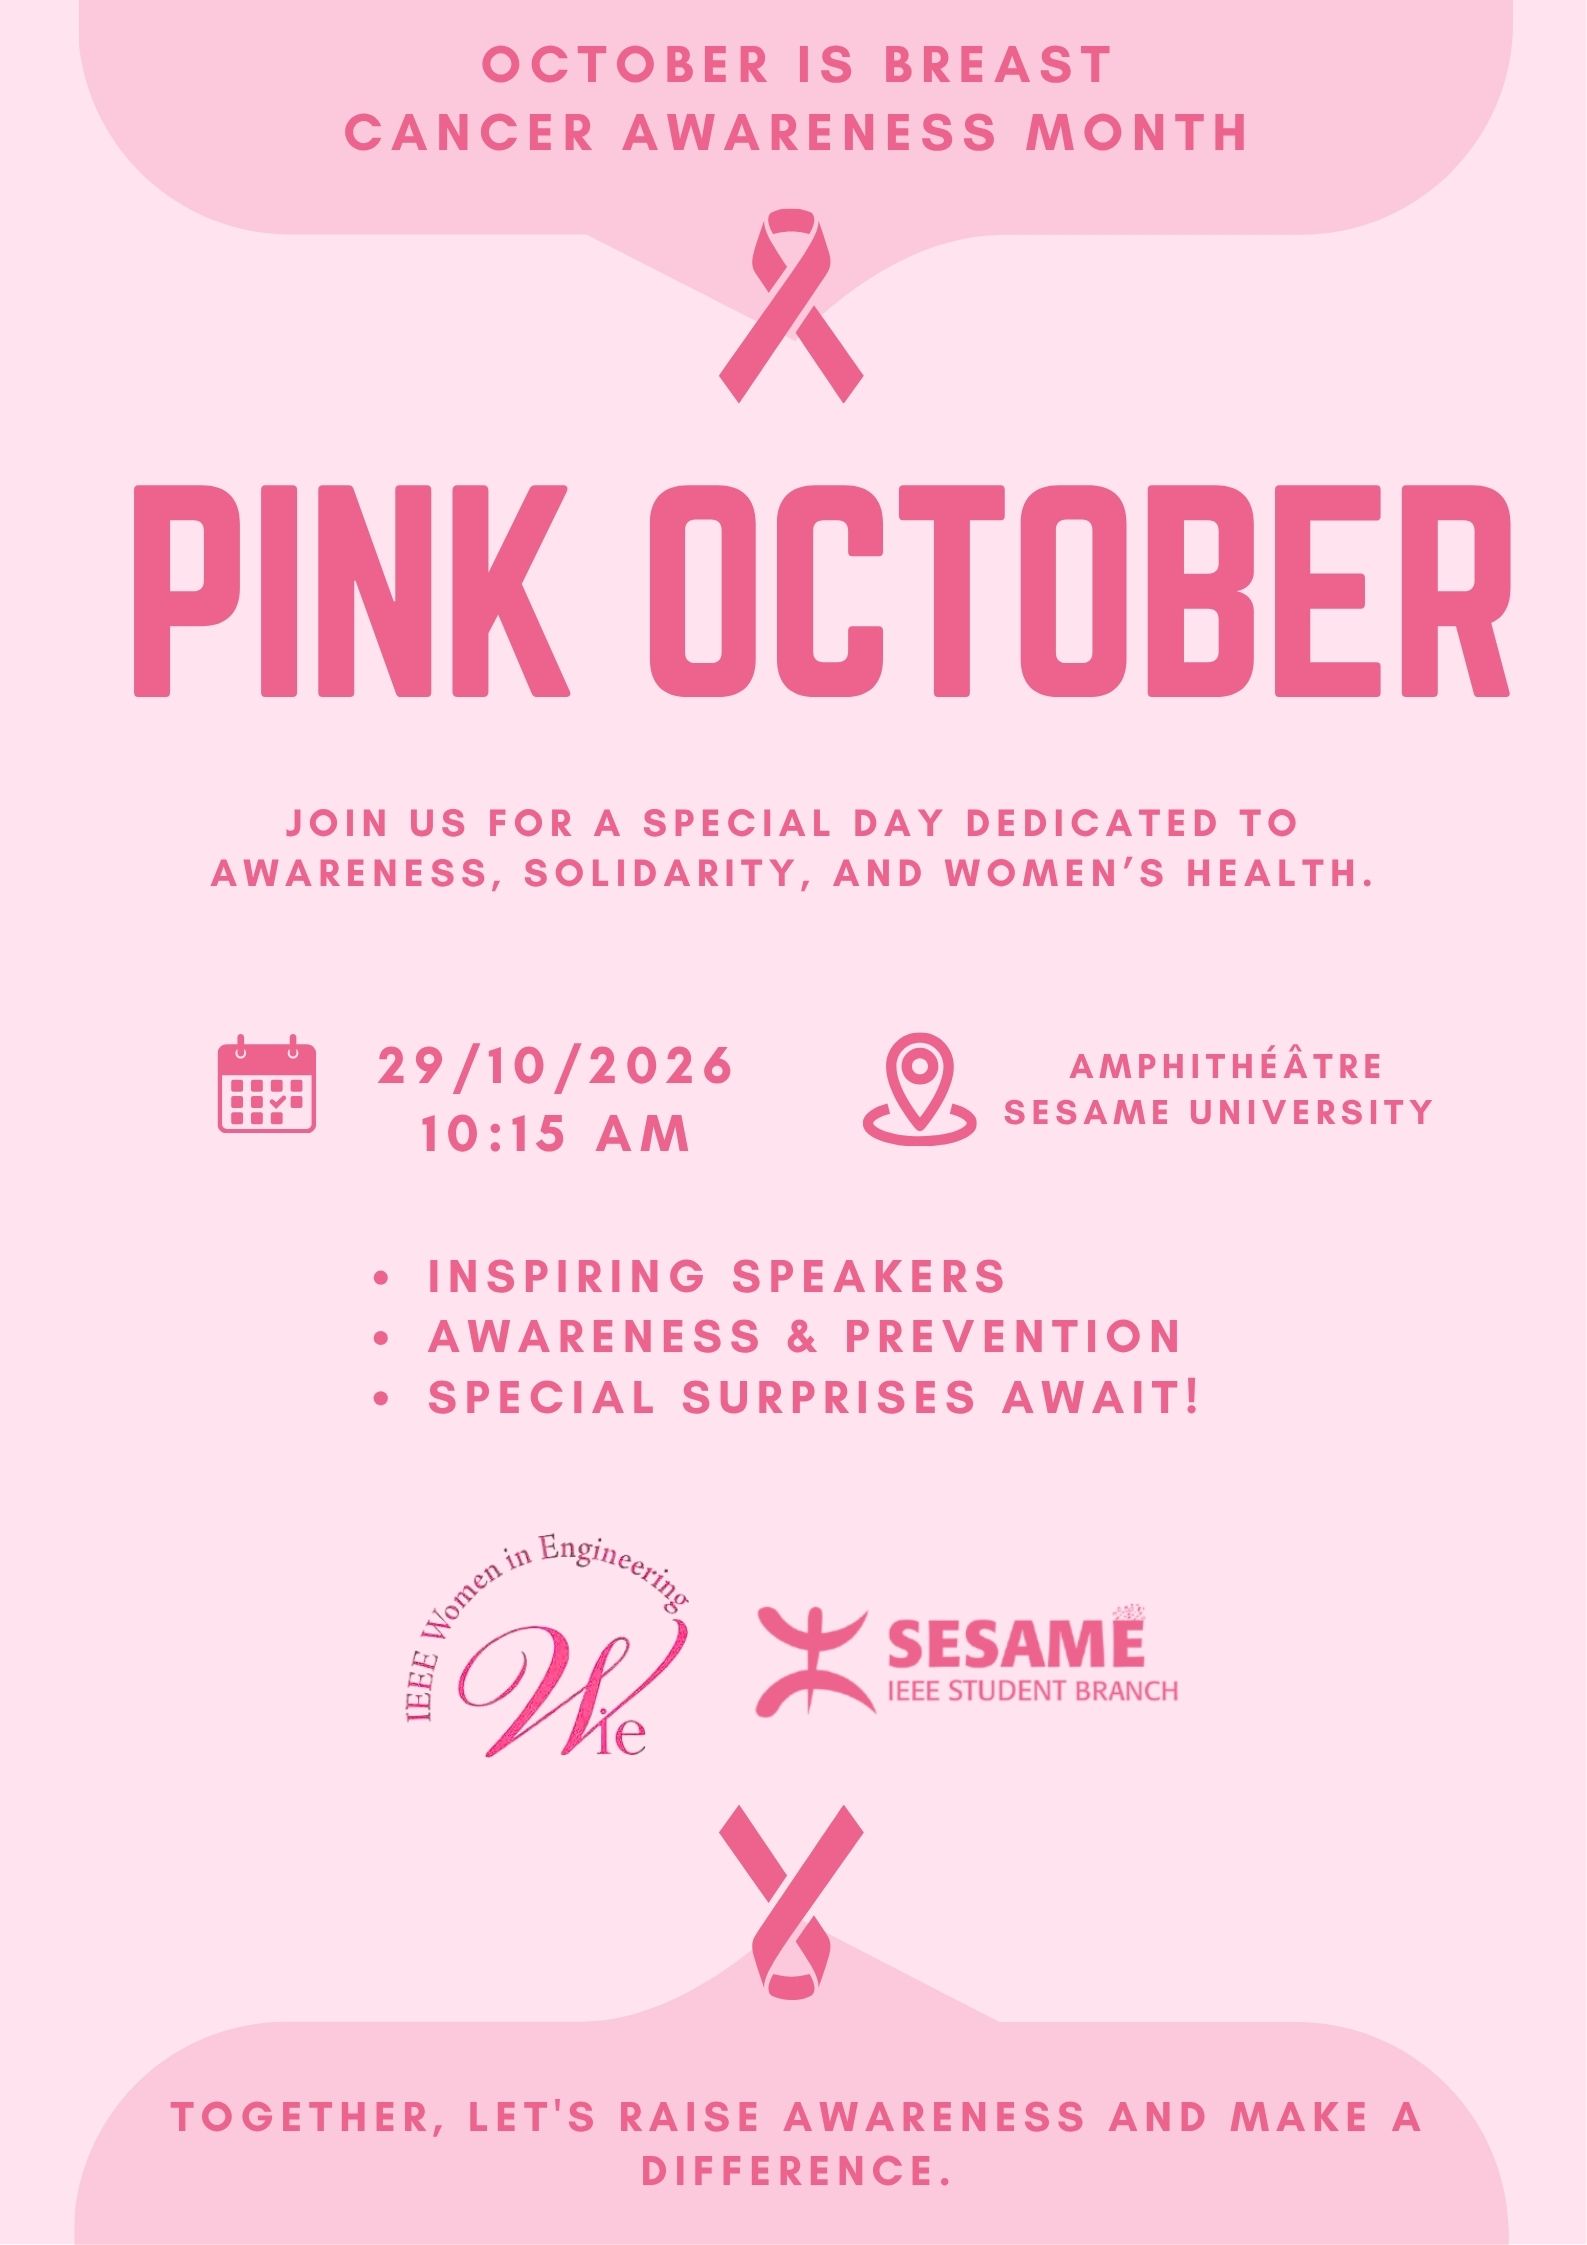 OCTOBER IS BREAST
CANCER AWARENESS MONTH
PINK OCTOBER
JOIN US FOR A SPECIAL DAY DEDICATED TO
AWARENESS, SOLIDARITY, AND WOMEN’S HEALTH.
29/10/2026
10:15 AM
AMPHITHÉÂTRE
SESAME UNIVERSITY
• INSPIRING SPEAKERS
• AWARENESS & PREVENTION
• SPECIAL SURPRISES AWAIT!
IEEE Women in Engineering
Wie
SESAME
IEEE STUDENT BRANCH
TOGETHER, LET'S RAISE AWARENESS AND MAKE A
DIFFERENCE.